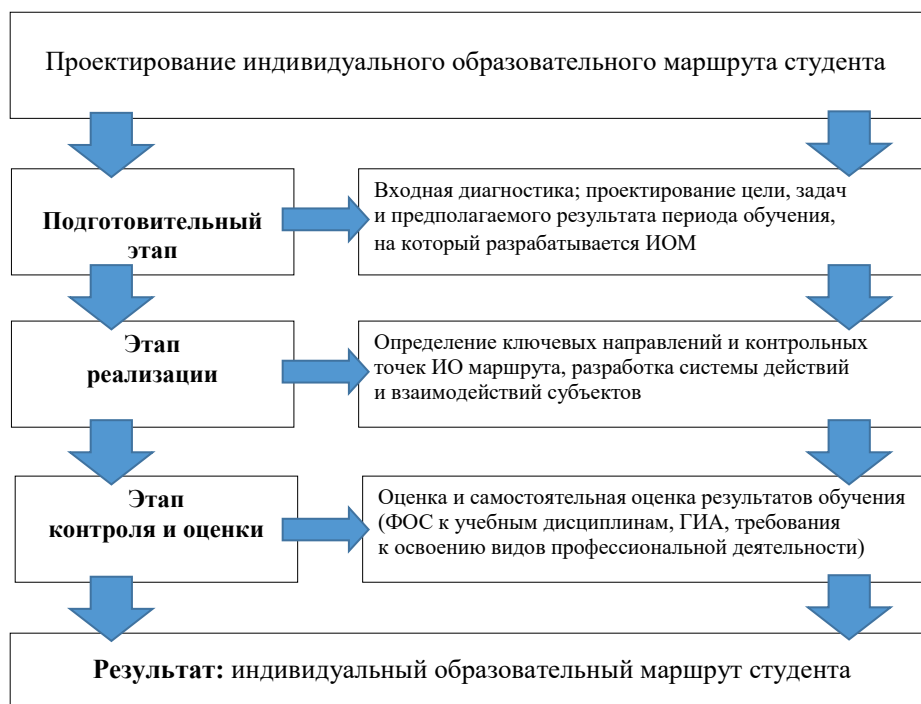 Проектирование индивидуального образовательного маршрута студента
Подготовительный
этап
Входная диагностика; проектирование цели, задач
и предполагаемого результата периода обучения,
на который разрабатывается ИОМ
Этап
реализации
Определение ключевых направлений и контрольных
точек ИО маршрута, разработка системы действий
и взаимодействий субъектов
Этап
контроля и оценки
Оценка и самостоятельная оценка результатов обучения
(ФОС к учебным дисциплинам, ГИА, требования
к освоению видов профессиональной деятельности)
Результат: индивидуальный образовательный маршрут студента